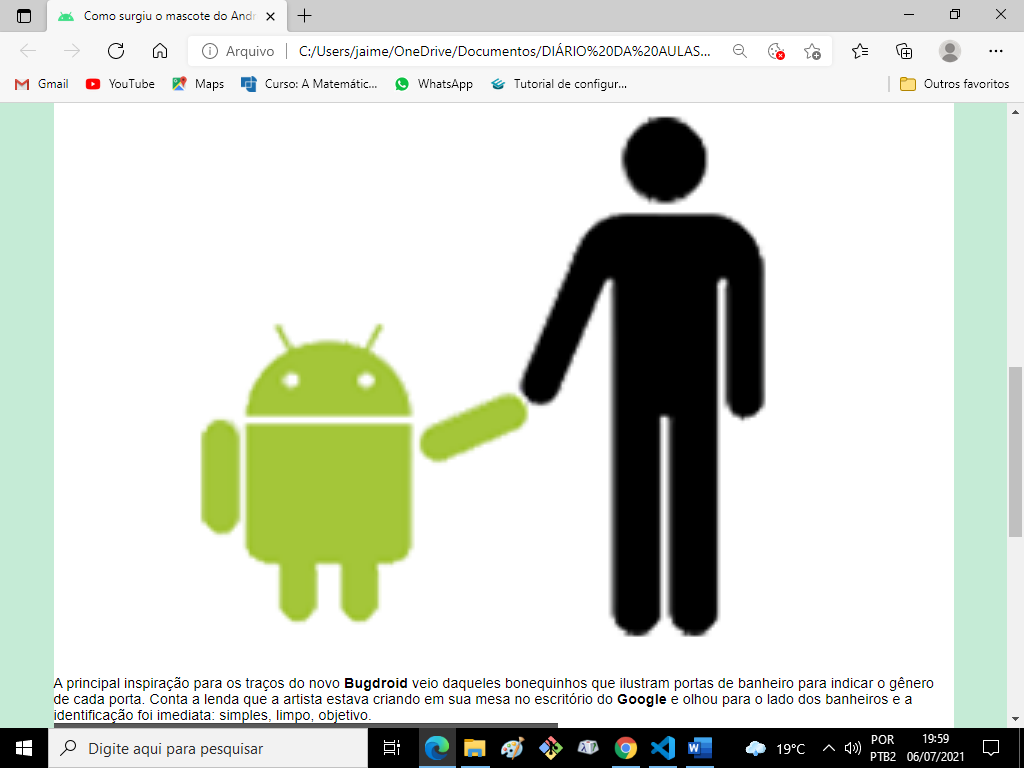 Como surgiu o mascote do Andr
Arquivo
C:/Users/jaime/OneDrive/Documentos/DIÁRIO%20DA%20AULAS...
Gmail
YouTube
Maps
Curso: A Matemátic...
WhatsApp
Tutorial de configur...
Outros favoritos
A principal inspiração para os traços do novo Bugdroid veio daqueles bonequinhos que ilustram portas de banheiro para indicar o gênero
de cada porta. Conta a lenda que a artista estava criando em sua mesa no escritório do Google e olhou para o lado dos banheiros e a
identificação foi imediata: simples, limpo, objetivo.
Digite aqui para pesquisar
19°C
POR
PTB2
19:59
06/07/2021